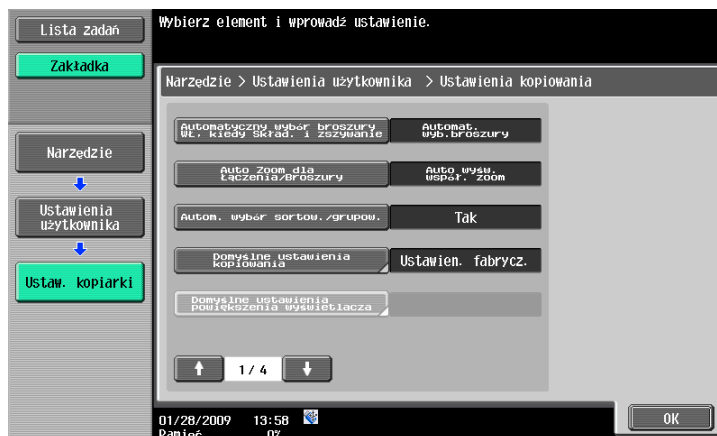 Lista zadań
Wybierz element i wprowadź ustawienie.
Zakładka
Narzędzie > Ustawienia użytkownika > Ustawienia kopiowania
Automatyczny wybór broszury
WŁ, kiedy Skład. i zszywanie
Automat.
wyb.broszury
Narzędzie
Auto Zoom dla
Łączenia/Broszury
Auto wyśw.
współ. zoom
Ustawienia
użytkownika
Autom. wybór sortow./grupow.
Tak
Ustaw. kopiarki
Domyślne ustawienia
kopiowania
Ustawien. fabrycz.
Domyślne ustawienia
powiększenia wyświetlacza
1/ 4
01/28/2009 13:58
Pamięć 0%
OK